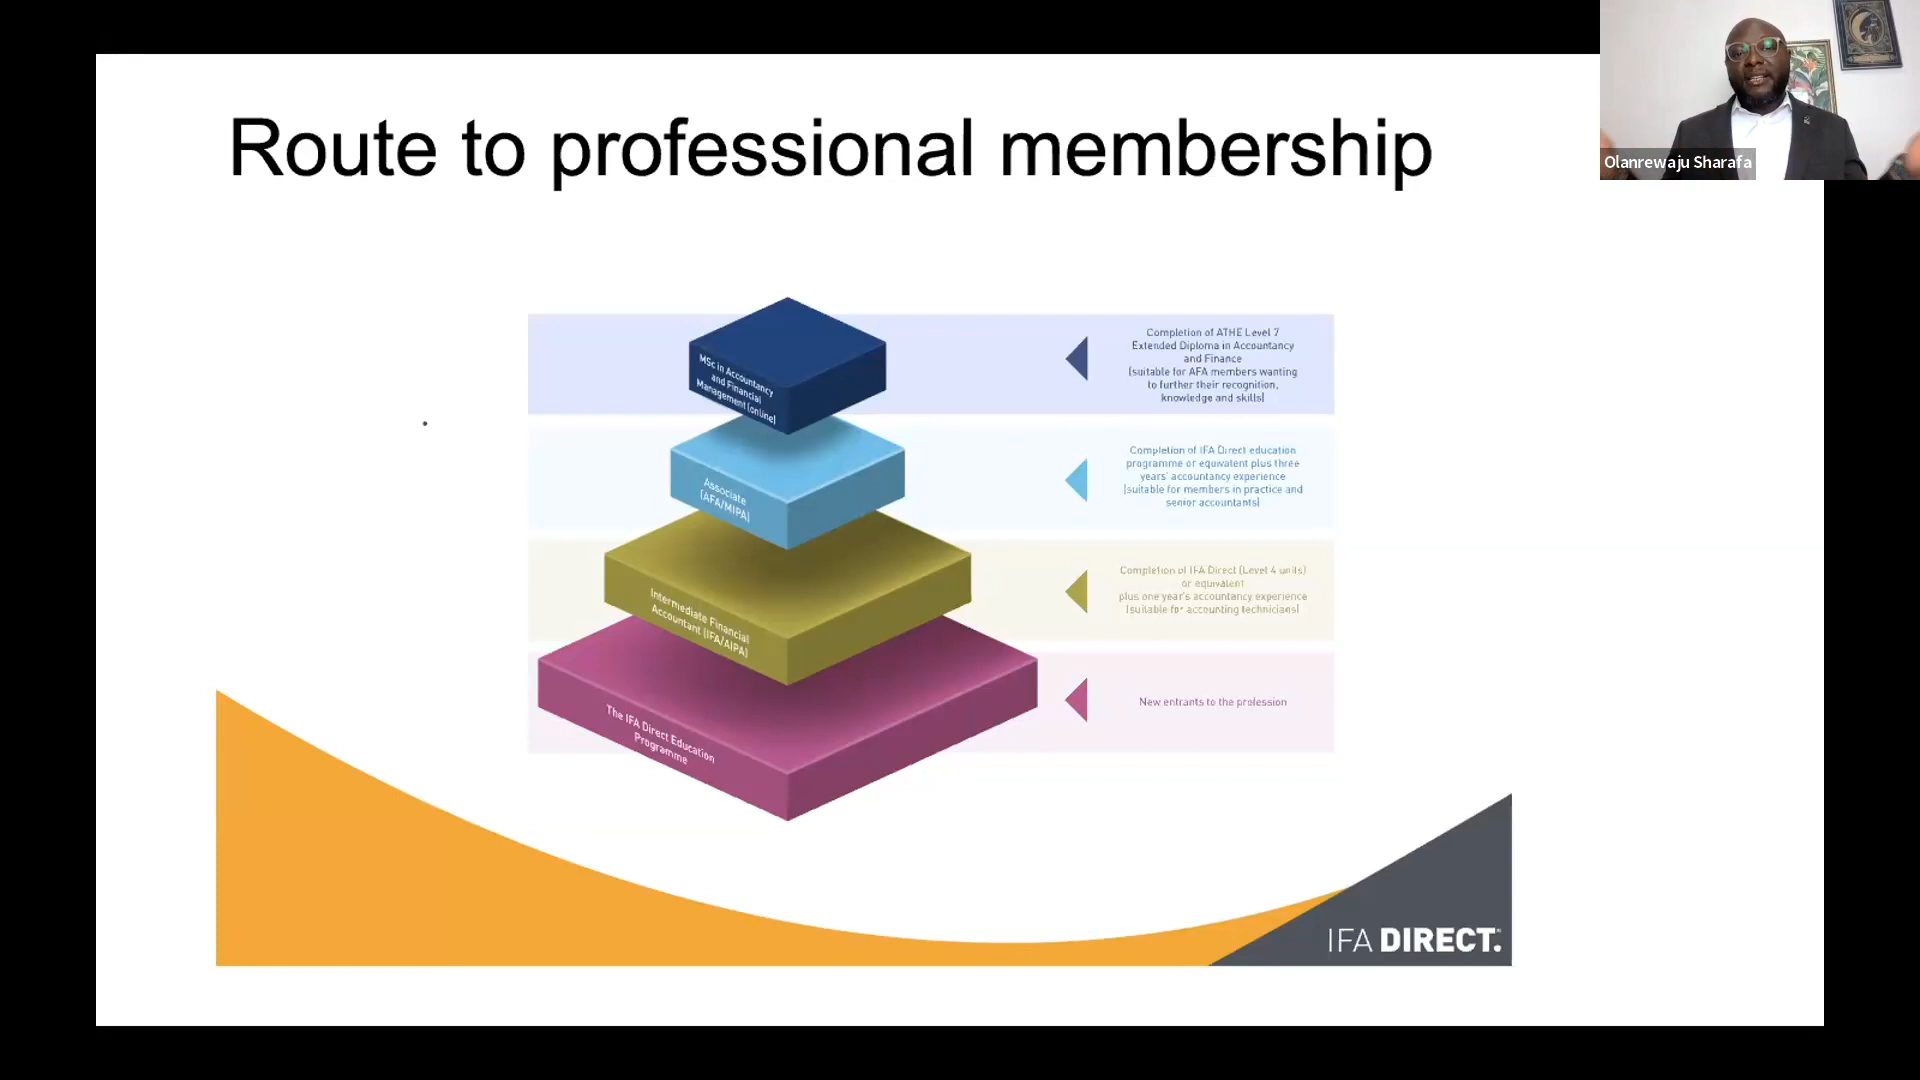 Route to professional membership
Olanrewaju Sharafa
MSc in Accountancy
and Financial
Management (online)
Completion of ATHE Level 7
Extended Diploma in Accountancy
and Finance
(suitable for AFA members wanting
to further their recognition,
knowledge and skills)
Associate
(AFA/MIPA)
Completion of IFA Direct education
programme or equivalent plus three
years' accountancy experience
(suitable for members in practice and
senior accountants)
Intermediate Financial
Accountant (IFA/AIPA)
Completion of IFA Direct (Level 4 units)
or equivalent
plus one year's accountancy experience
(suitable for accounting technicians)
The IFA Direct Education
Programme
New entrants to the profession
IFA DIRECT.